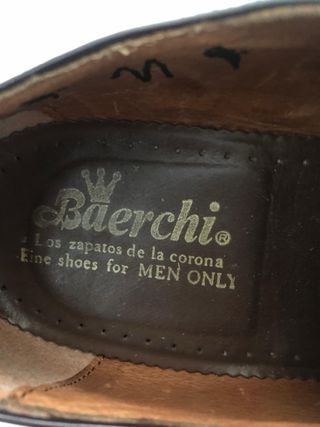 Baerchi®
Los zapatos de la corona
Fine shoes for MEN ONLY